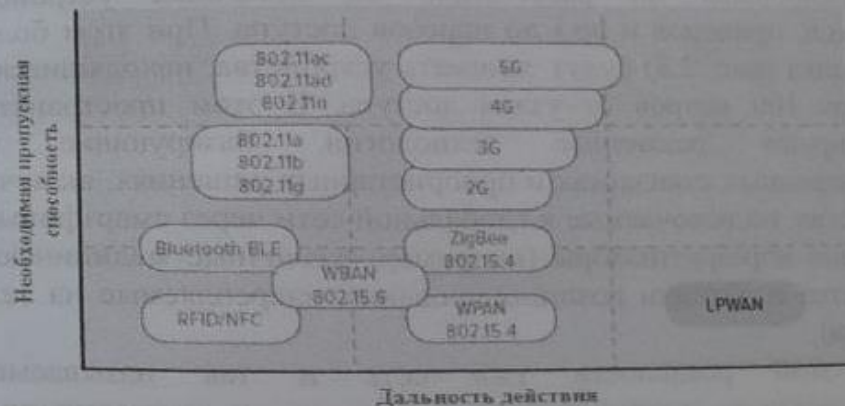 Необходимая пропускная
способность
802.11ac
802.11ad
802.11n
5G
4G
802.11a
802.11b
802.11g
3G
2G
Bluetooth BLE
ZigBee
802.15.4
WBAN
802.15.6
RFID/NFC
WPAN
802.15.4
LPWAN
Дальность действия